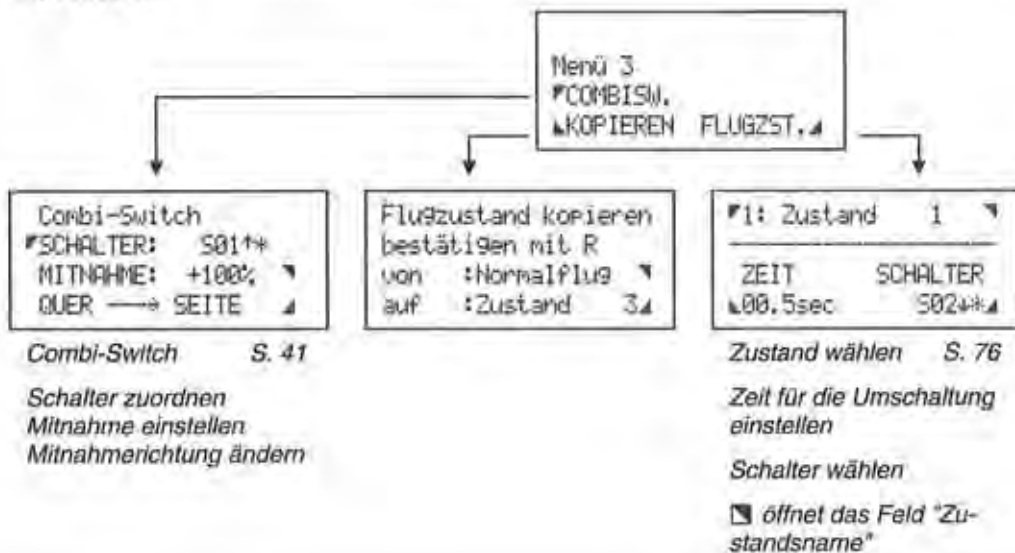 Menü 3
COMBISW.
KOPIEREN FLUGZST.
Combi-Switch
SCHALTER: S01↑*
MITNAHME: +100%
QUER ---→ SEITE
Combi-Switch S. 41
Schalter zuordnen
Mitnahme einstellen
Mitnahmerichtung ändern
Flugzustand kopieren
bestätigen mit R
von :Normalflug
auf :Zustand 3
1: Zustand 1
ZEIT SCHALTER
00.5sec S02↓*
Zustand wählen S. 76
Zeit für die Umschaltung
einstellen
Schalter wählen
öffnet das Feld "Zu-
standsname"